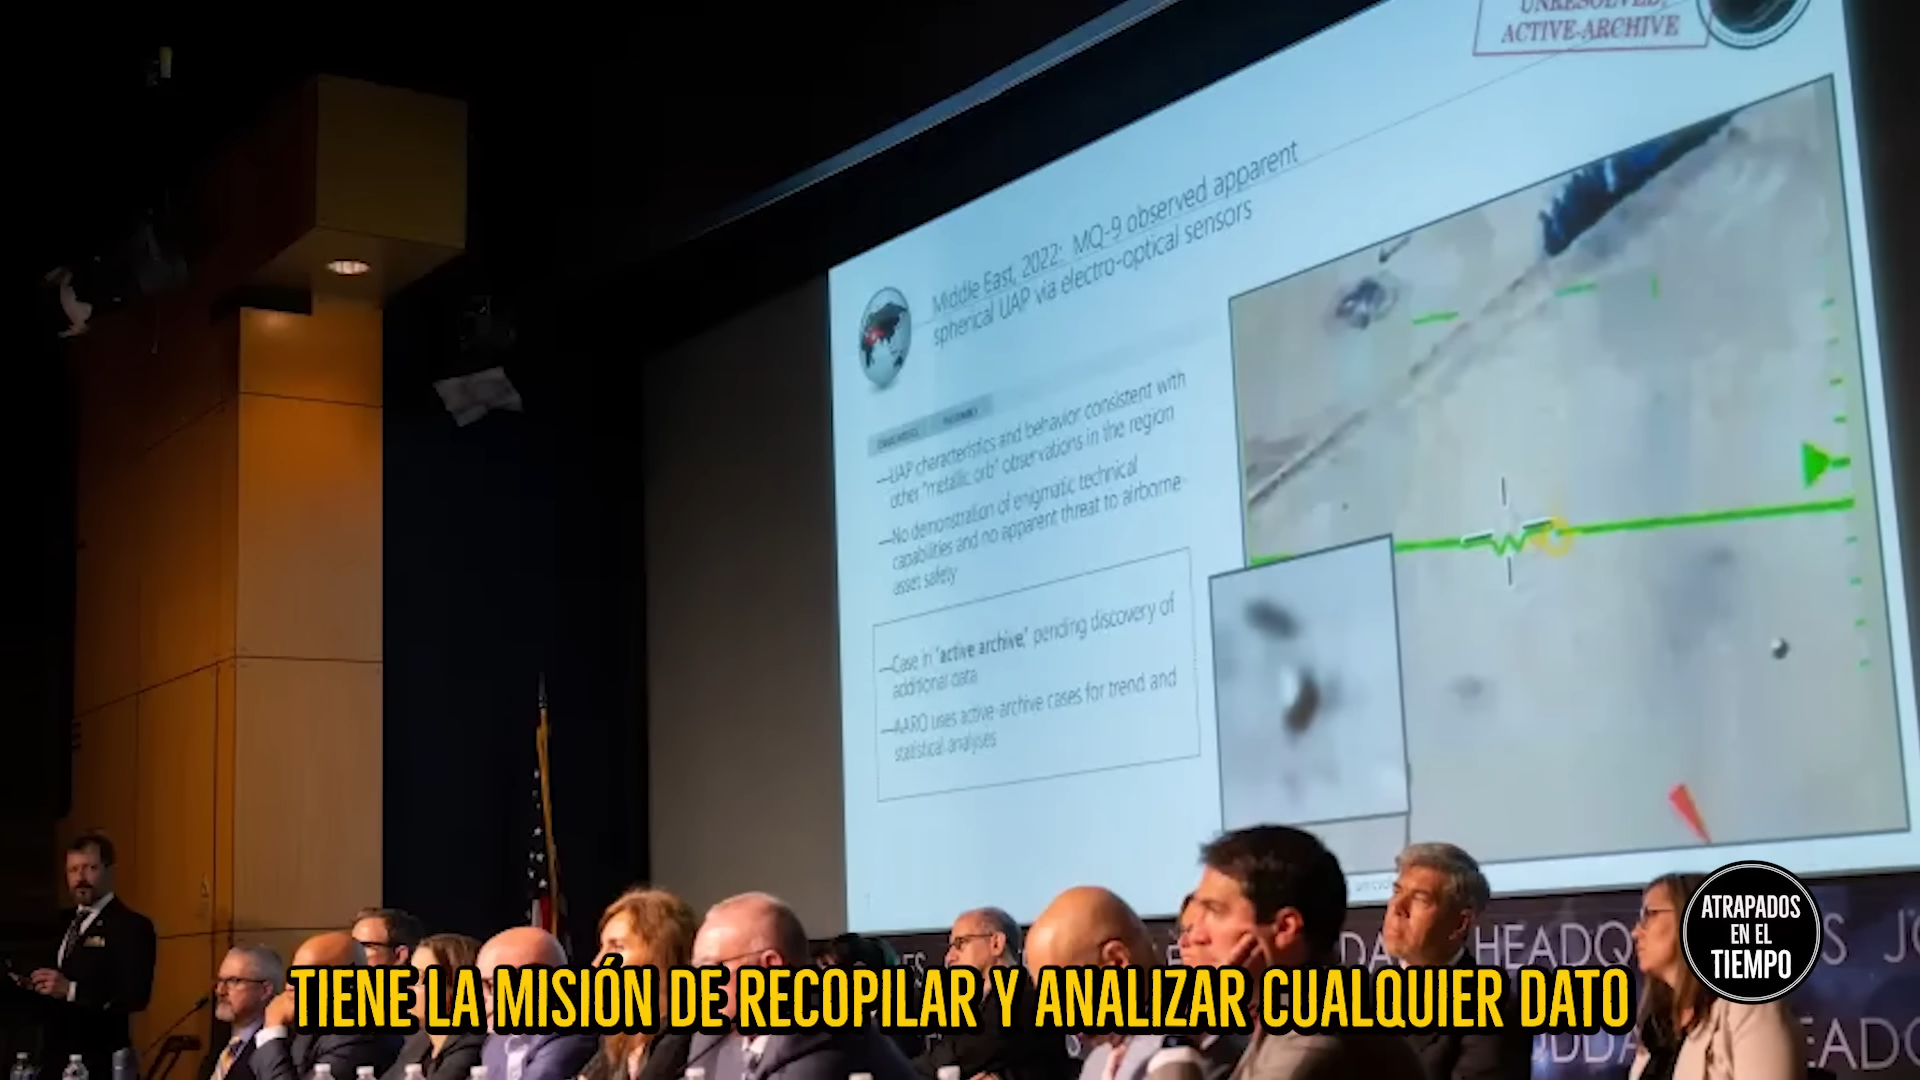 UNRESOLVED,
ACTIVE-ARCHIVE
Middle East, 2022: MQ-9 observed apparent
spherical UAP via electro-optical sensors
—UAP characteristics and behavior consistent with
other "metallic orb" observations in the region
—No demonstration of enigmatic technical
capabilities and no apparent threat to airborne
asset safety
—Case in "active archive," pending discovery of
additional data
—AARO uses active-archive cases for trend and
statistical analyses
HEADQ
ATRAPADOS
EN EL
TIEMPO
TIENE LA MISIÓN DE RECOPILAR Y ANALIZAR CUALQUIER DATO